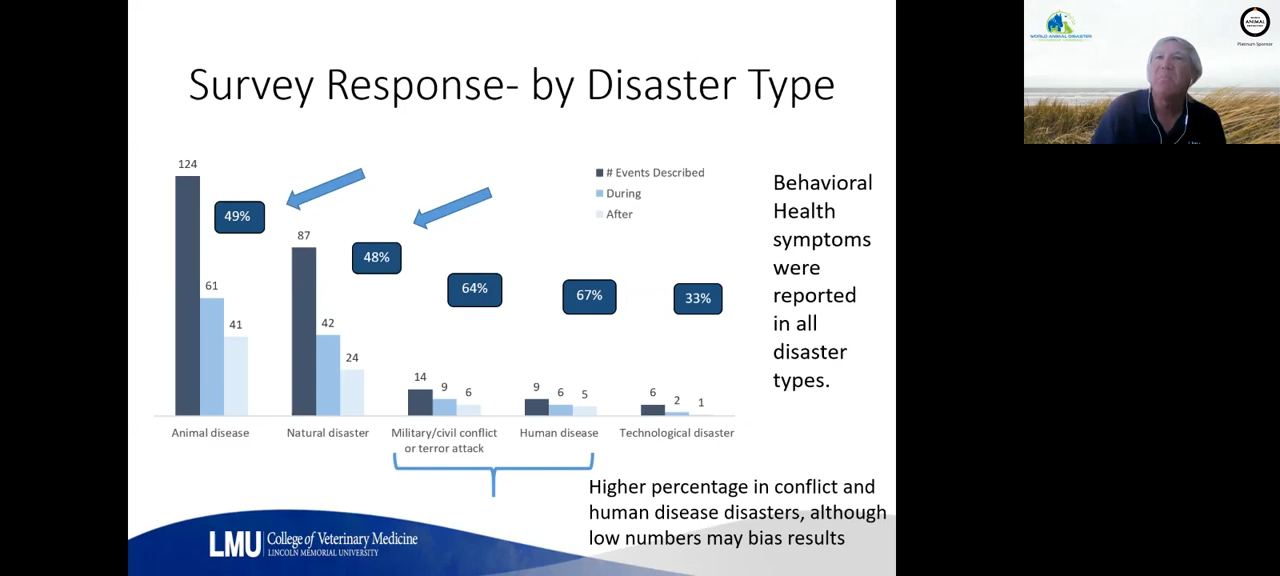 Survey Response- by Disaster Type
124
49%
87
48%
64%
67%
33%
61
41
42
24
14
9
6
9
6
5
6
2
1
# Events Described
During
After
Animal disease
Natural disaster
Military/civil conflict
or terror attack
Human disease
Technological disaster
Behavioral
Health
symptoms
were
reported
in all
disaster
types.
Higher percentage in conflict and
human disease disasters, although
low numbers may bias results
LMU College of Veterinary Medicine
LINCOLN MEMORIAL UNIVERSITY
WORLD ANIMAL DISASTER
WORLD
ANIMAL
PROTECTION
Platinum Sponsor